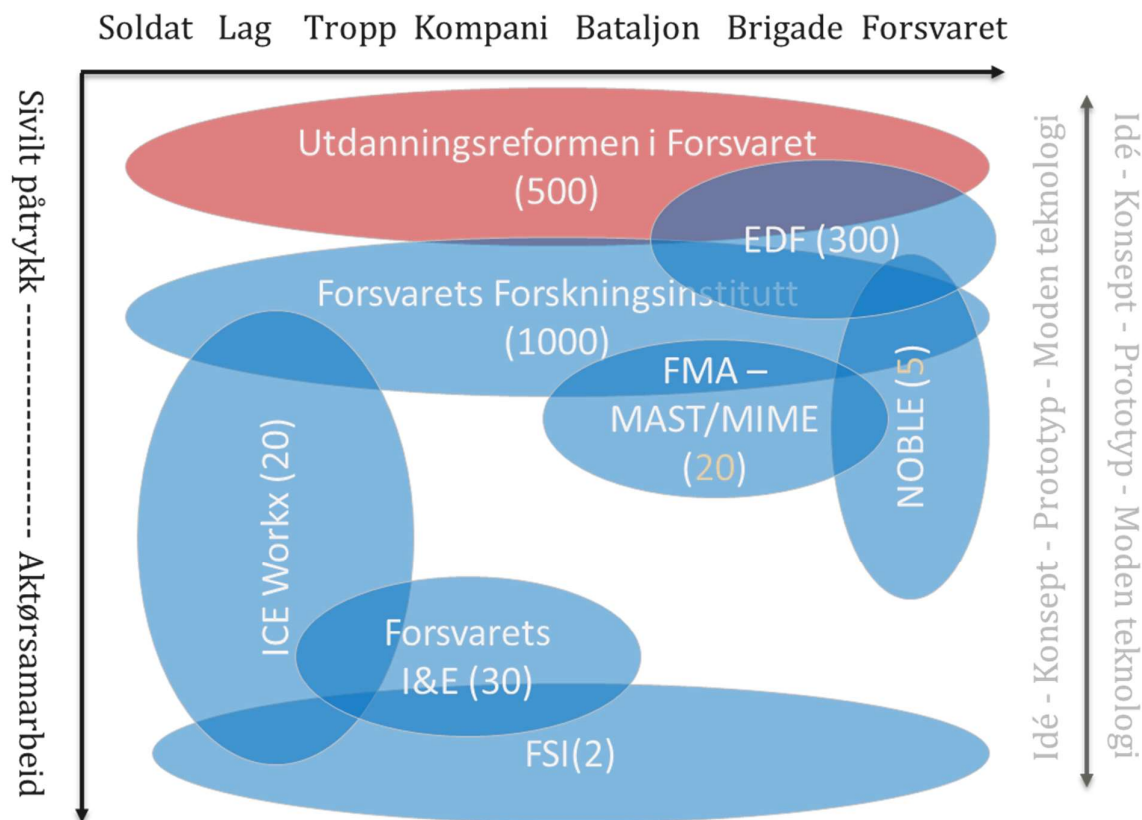 Soldat Lag Tropp Kompani Bataljon Brigade Forsvaret
Sivilt påtrykk ---------------------- Aktørsamarbeid
Utdanningsreformen i Forsvaret
(500)
EDF (300)
Forsvarets Forskningsinstitutt
(1000)
FMA –
MAST/MIME
(20)
NOBLE (5)
ICE Workx (20)
Forsvarets
I&E (30)
FSI(2)
Idé - Konsept - Prototyp - Moden teknologi
Idé - Konsept - Prototyp - Moden teknologi